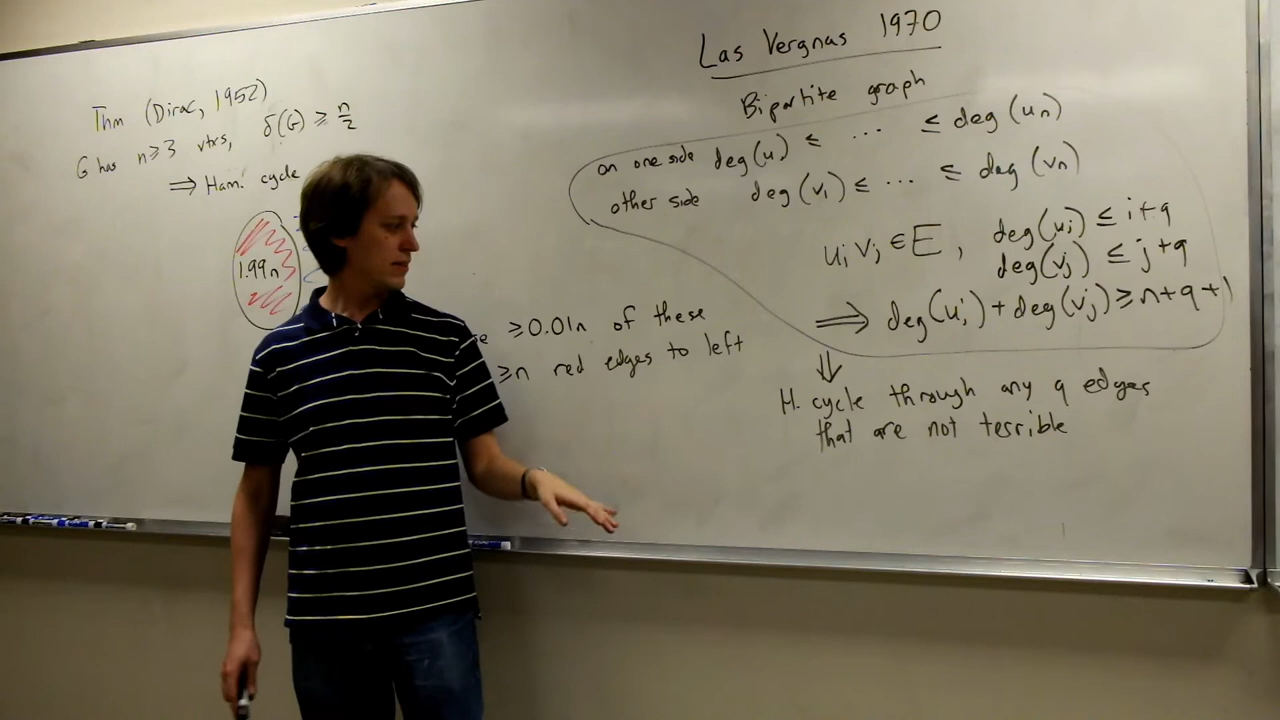 Thm (Dirac, 1952)
G has n≥3 vtxs, δ(G) ≥ n/2
⟹ Ham. cycle
1.99n
≥0.01n of these
≥n red edges to left
Las Vergnas 1970
Bipartite graph
on one side deg(u₁) ≤ ... ≤ deg(uₙ)
other side deg(v₁) ≤ ... ≤ deg(vₙ)
uᵢvⱼ ∈ E, deg(uᵢ) ≤ i+q
deg(vⱼ) ≤ j+q
⟹ deg(uᵢ) + deg(vⱼ) ≥ n+q+1
⇓
H. cycle through any q edges
that are not terrible